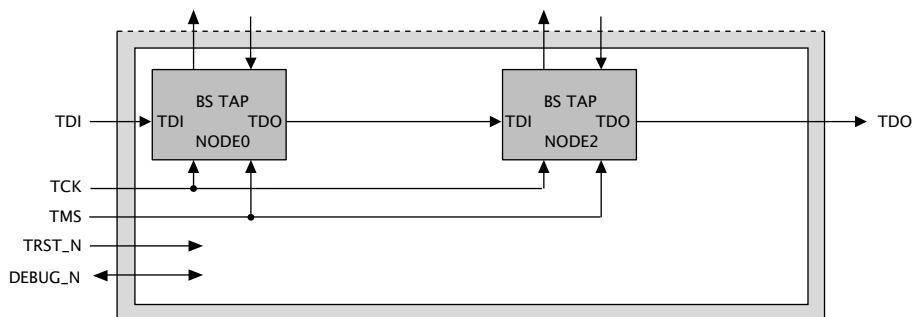 BS TAP
BS TAP
TDI
TDI TDO
TDI TDO
TDO
NODE0
NODE2
TCK
TMS
TRST_N
DEBUG_N